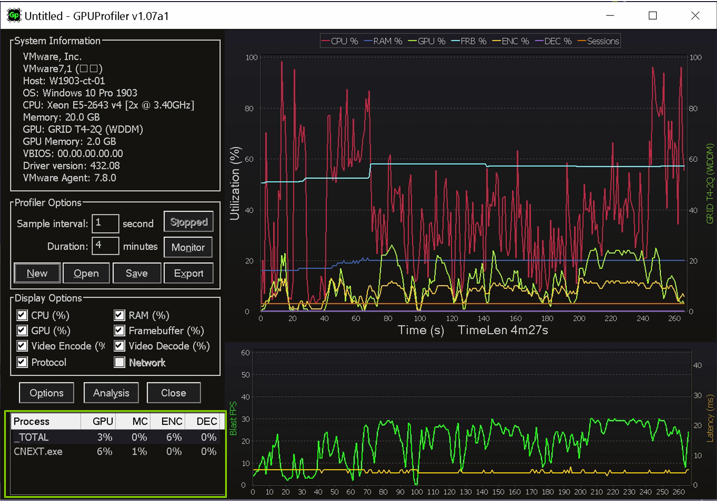 Gp Untitled - GPUProfiler v1.07a1
System Information
VMware, Inc.
VMware7,1 (□□)
Host: W1903-ct-01
OS: Windows 10 Pro 1903
CPU: Xeon E5-2643 v4 [2x @ 3.40GHz]
Memory: 20.0 GB
GPU: GRID T4-2Q (WDDM)
GPU Memory: 2.0 GB
VBIOS: 00.00.00.00.00
Driver version: 432.08
VMware Agent: 7.8.0
Profiler Options
Sample interval: 1 second Stopped
Duration: 4 minutes Monitor
New Open Save Export
Display Options
CPU (%) RAM (%)
GPU (%) Framebuffer (%)
Video Encode (% Video Decode (%)
Protocol Network
Options Analysis Close
Process GPU MC ENC DEC
_TOTAL 3% 0% 6% 0%
CNEXT.exe 6% 1% 0% 0%
CPU % RAM % GPU % FRB % ENC % DEC % Sessions
Utilization (%)
100 100
80 80
60 60
40 40
20 20
0 0
GRID T4-2Q (WDDM)
0 20 40 60 80 100 120 140 160 180 200 220 240 260
Time (s) TimeLen 4m27s
Blast FPS
60
50
40 40
30
20 20
10
0 0
Latency (ms)
0 10 20 30 40 50 60 70 80 90 100 110 120 130 140 150 160 170 180 190 200 210 220 230 240 250 260